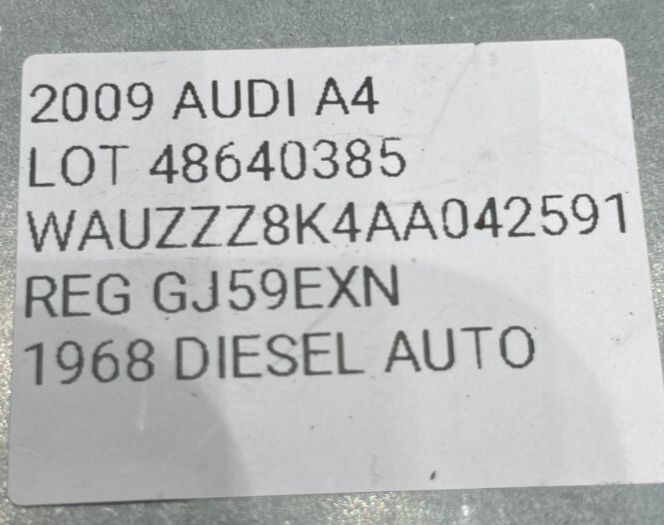 2009 AUDI A4
LOT 48640385
WAUZZZ8K4AA042591
REG GJ59EXN
1968 DIESEL AUTO